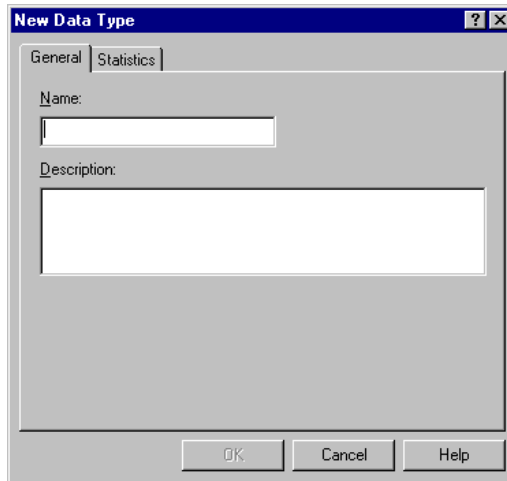 New Data Type
General Statistics
Name:
Description:
OK Cancel Help